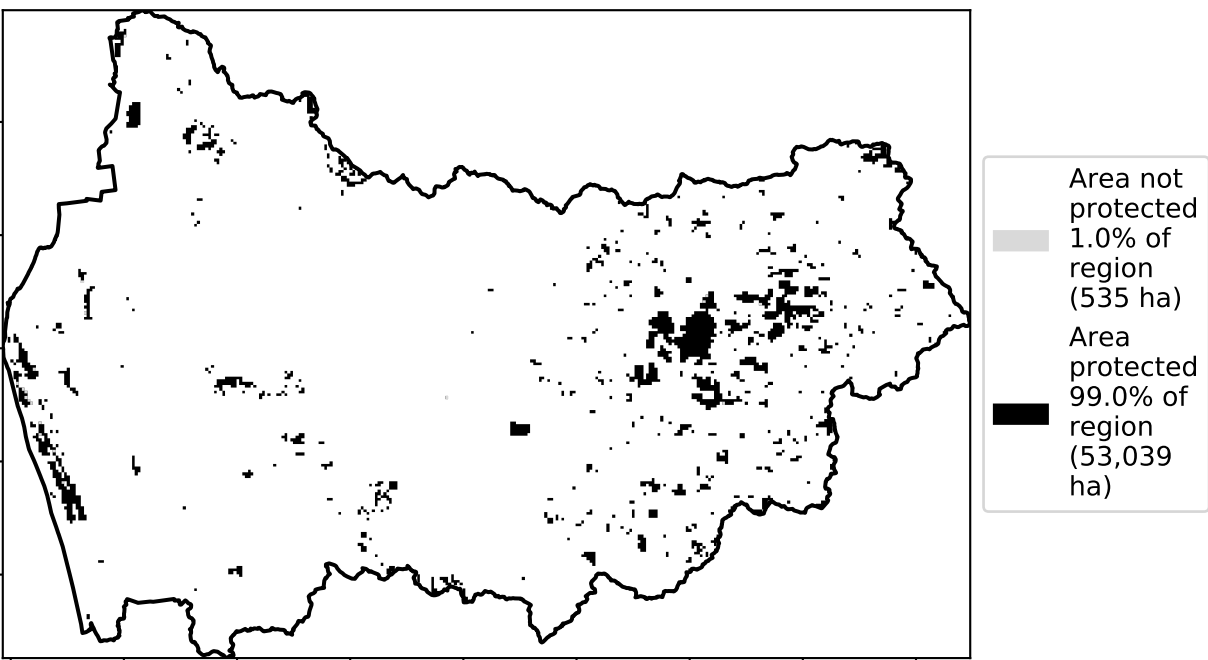 Area not
protected
1.0% of
region
(535 ha)
Area
protected
99.0% of
region
(53,039
ha)